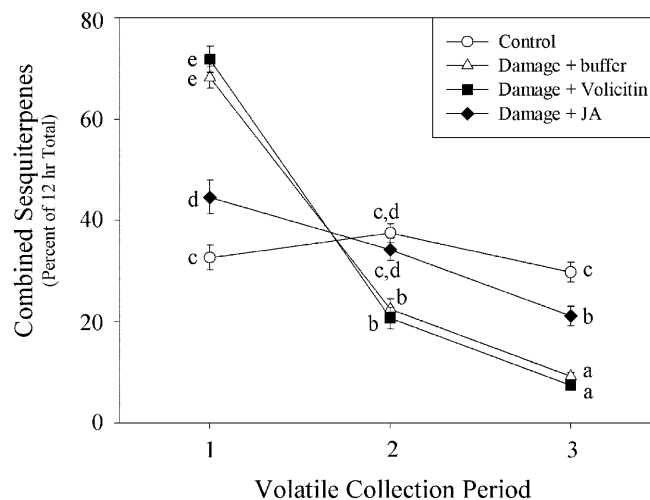 80
60
40
20
0
Combined Sesquiterpenes
(Percent of 12 hr Total)
Control
Damage + buffer
Damage + Volicitin
Damage + JA
e
e
d
c
c,d
c,d
b
b
c
b
a
a
1 2 3
Volatile Collection Period